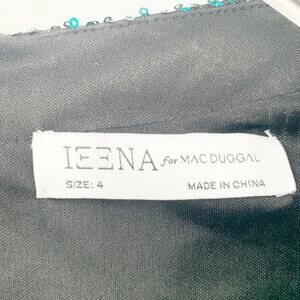 IEENA for MAC DUGGAL
SIZE: 4 MADE IN CHINA